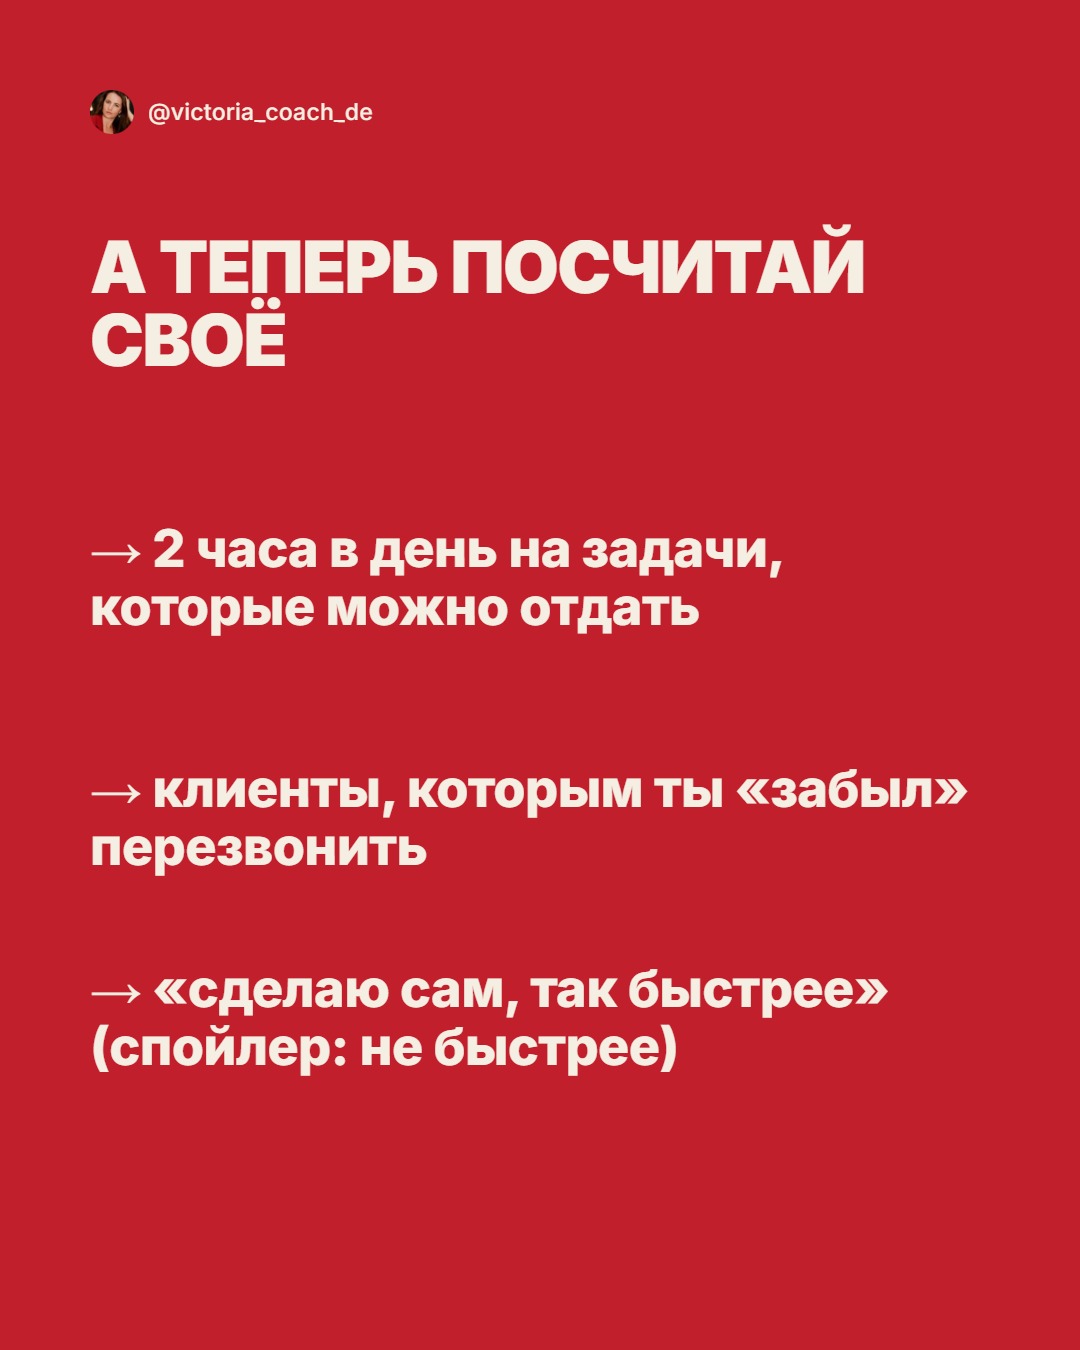 @victoria_coach_de
А ТЕПЕРЬ ПОСЧИТАЙ
СВОЁ
→ 2 часа в день на задачи,
которые можно отдать
→ клиенты, которым ты «забыл»
перезвонить
→ «сделаю сам, так быстрее»
(спойлер: не быстрее)